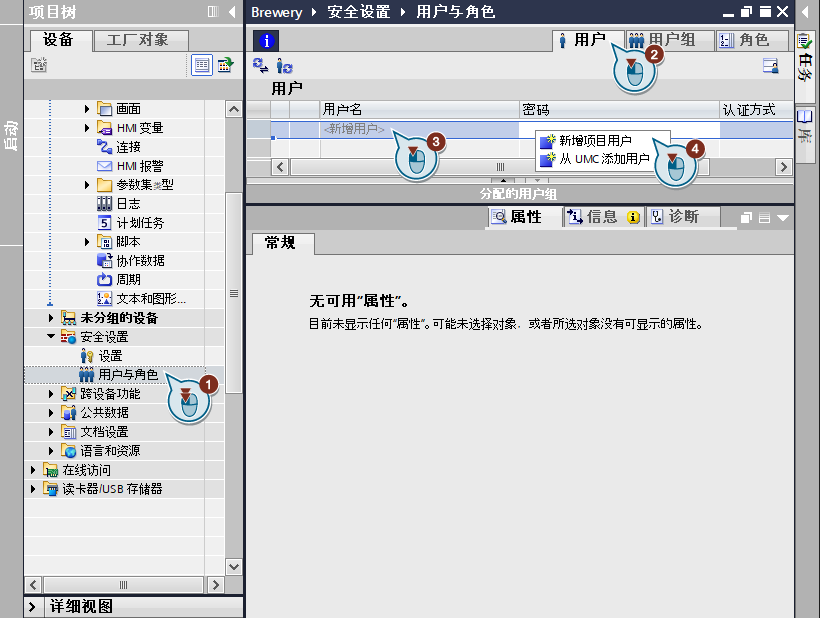 项目树
设备
工厂对象
启动
画面
HMI 变量
连接
HMI 报警
参数集类型
日志
计划任务
脚本
协作数据
周期
文本和图形...
未分组的设备
安全设置
设置
用户与角色
1
跨设备功能
公共数据
文档设置
语言和资源
在线访问
读卡器/USB 存储器
详细视图
Brewery 安全设置 用户与角色
用户
2
用户组
角色
用户
用户名
密码
认证方式
<新增用户>
3
新增项目用户
从 UMC 添加用户
4
分配的用户组
属性
信息
诊断
常规
无可用“属性”。
目前未显示任何“属性”。可能未选择对象，或者所选对象没有可显示的属性。
任务
库